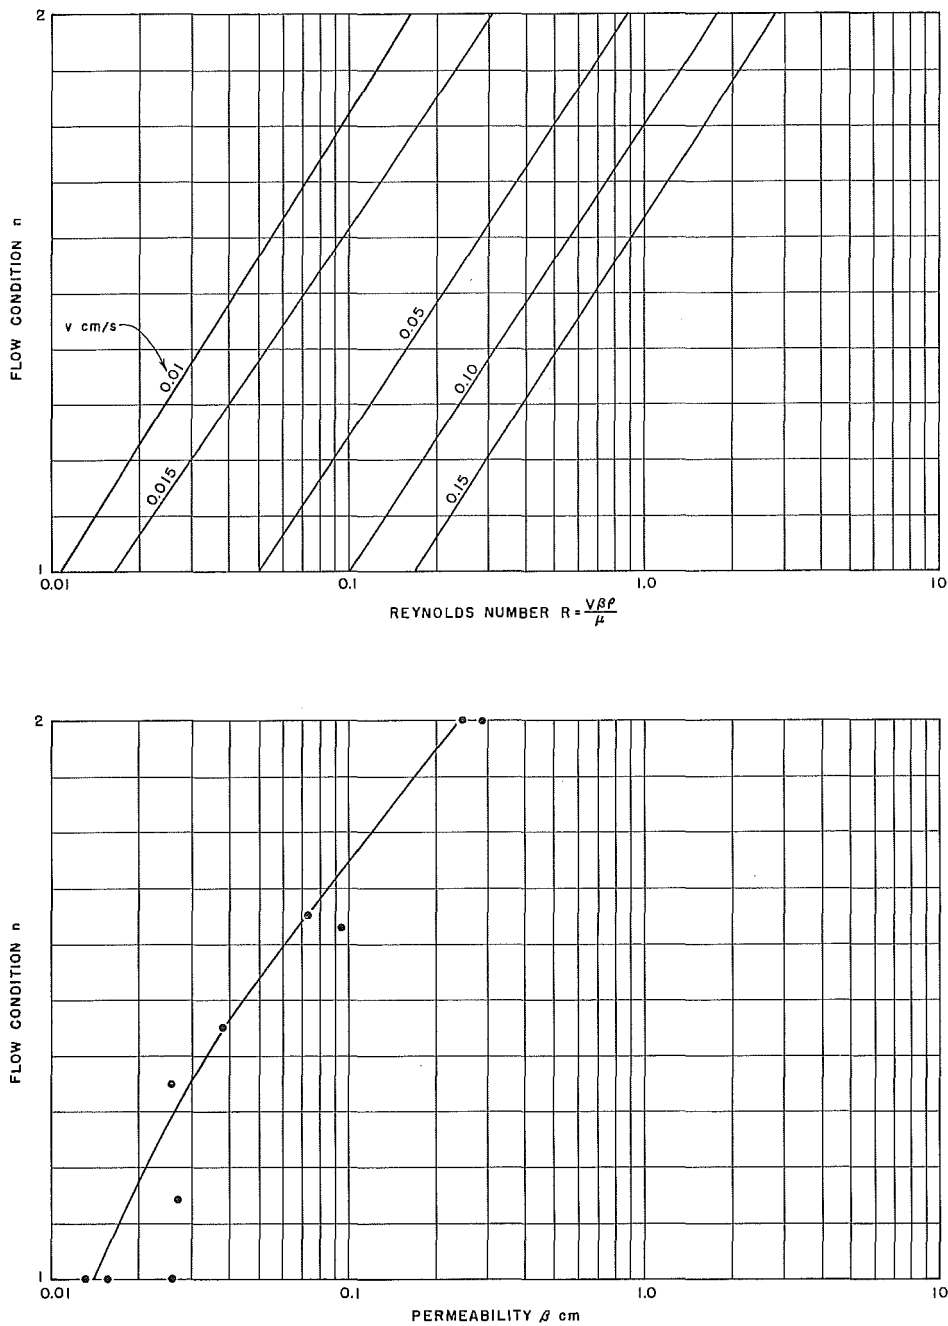 2
FLOW CONDITION n
v cm/s
0.01
0.015
0.05
0.10
0.15
1
0.01 0.1 1.0 10
REYNOLDS NUMBER R = Vβρ/μ
2
FLOW CONDITION n
1
0.01 0.1 1.0 10
PERMEABILITY β cm